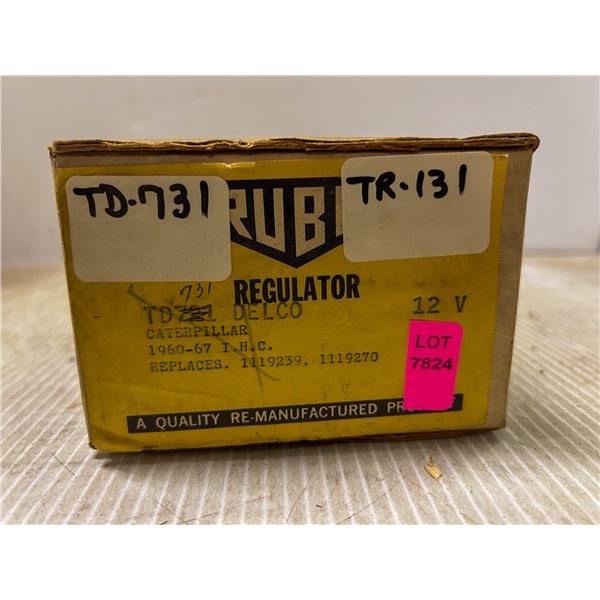 TD-731
TR-131
RUB
REGULATOR
731
DELCO 12 V
CATERPILLAR
1960-67 I.H.C.
REPLACES. 1119239, 1119270
LOT
7824
A QUALITY RE-MANUFACTURED